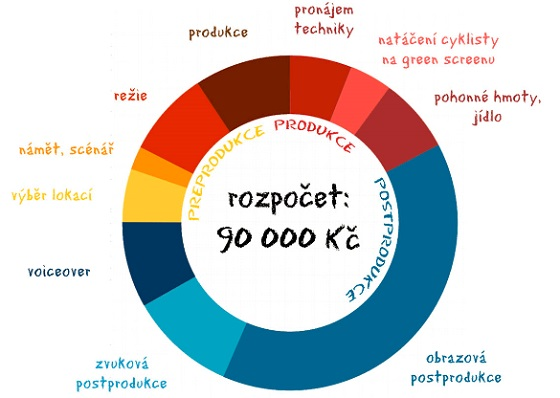 pronájem
techniky
produkce
natáčení cyklisty
na green screenu
režie
pohonné hmoty,
jídlo
námět, scénář
výběr lokací
PREPRODUKCE
PRODUKCE
POSTPRODUKCE
rozpočet:
90 000 Kč
voiceover
zvuková
postprodukce
obrazová
postprodukce